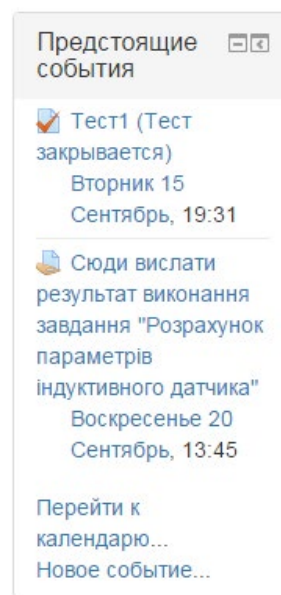 Предстоящие
события
Тест1 (Тест
закрывается)
Вторник 15
Сентябрь, 19:31
Сюди вислати
результат виконання
завдання "Розрахунок
параметрів
індуктивного датчика"
Воскресенье 20
Сентябрь, 13:45
Перейти к
календарю...
Новое событие...